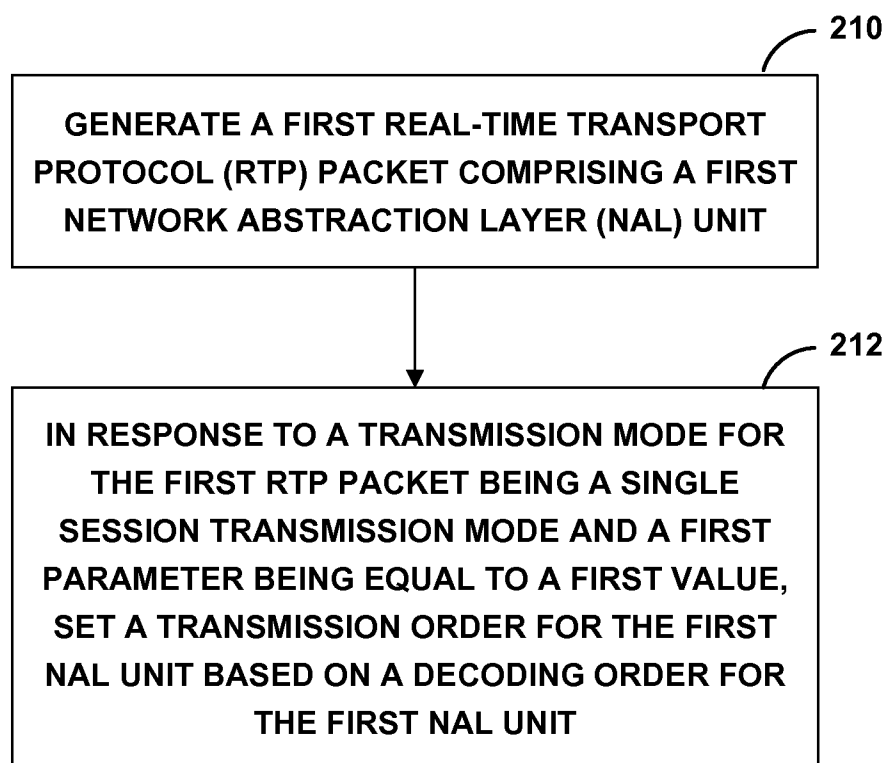 210
GENERATE A FIRST REAL-TIME TRANSPORT
PROTOCOL (RTP) PACKET COMPRISING A FIRST
NETWORK ABSTRACTION LAYER (NAL) UNIT
212
IN RESPONSE TO A TRANSMISSION MODE FOR
THE FIRST RTP PACKET BEING A SINGLE
SESSION TRANSMISSION MODE AND A FIRST
PARAMETER BEING EQUAL TO A FIRST VALUE,
SET A TRANSMISSION ORDER FOR THE FIRST
NAL UNIT BASED ON A DECODING ORDER FOR
THE FIRST NAL UNIT